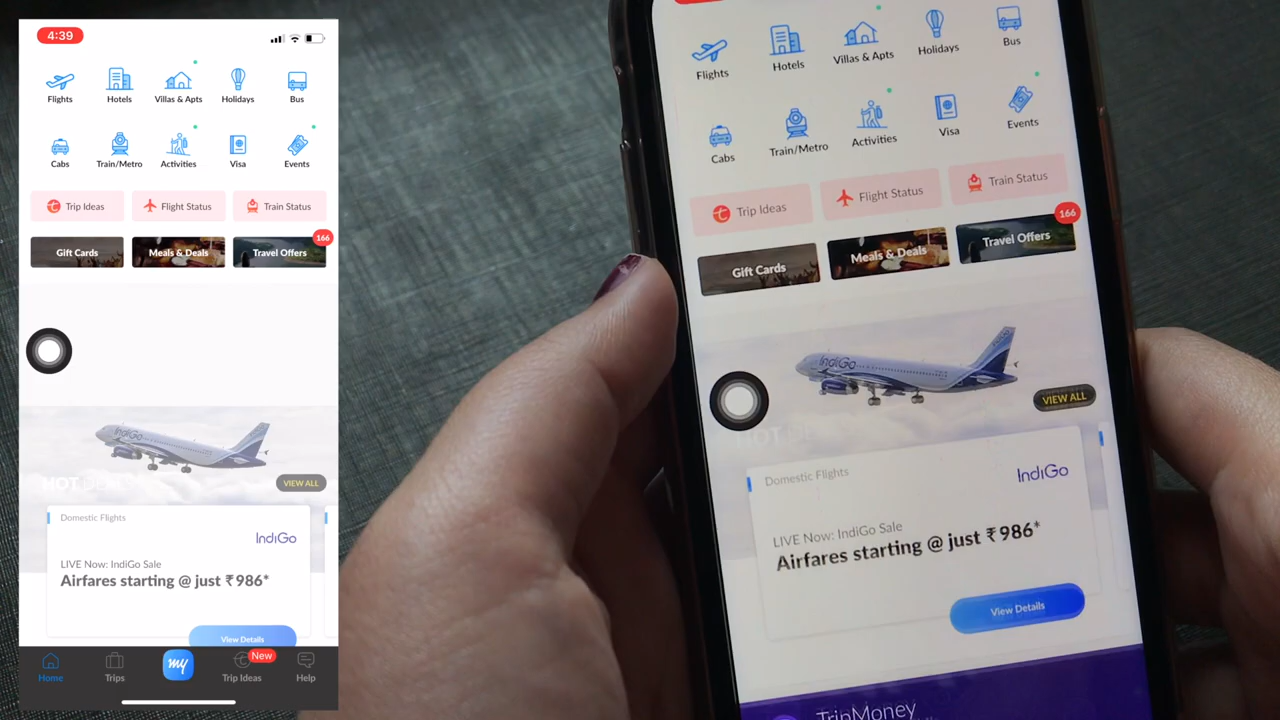 4:39
Flights Hotels Villas & Apts Holidays Bus
Cabs Train/Metro Activities Visa Events
Trip Ideas Flight Status Train Status
166
Gift Cards Meals & Deals Travel Offers
IndiGo
HOT
VIEW ALL
Domestic Flights
IndiGo
LIVE Now: IndiGo Sale
Airfares starting @ just ₹986*
View Details
New
my
Home Trips Trip Ideas Help
Flights Hotels Villas & Apts Holidays Bus
Cabs Train/Metro Activities Visa Events
Trip Ideas Flight Status Train Status
166
Gift Cards Meals & Deals Travel Offers
IndiGo
VIEW ALL
HOT
Domestic Flights
IndiGo
LIVE Now: IndiGo Sale
Airfares starting @ just ₹986*
View Details
TripMoney